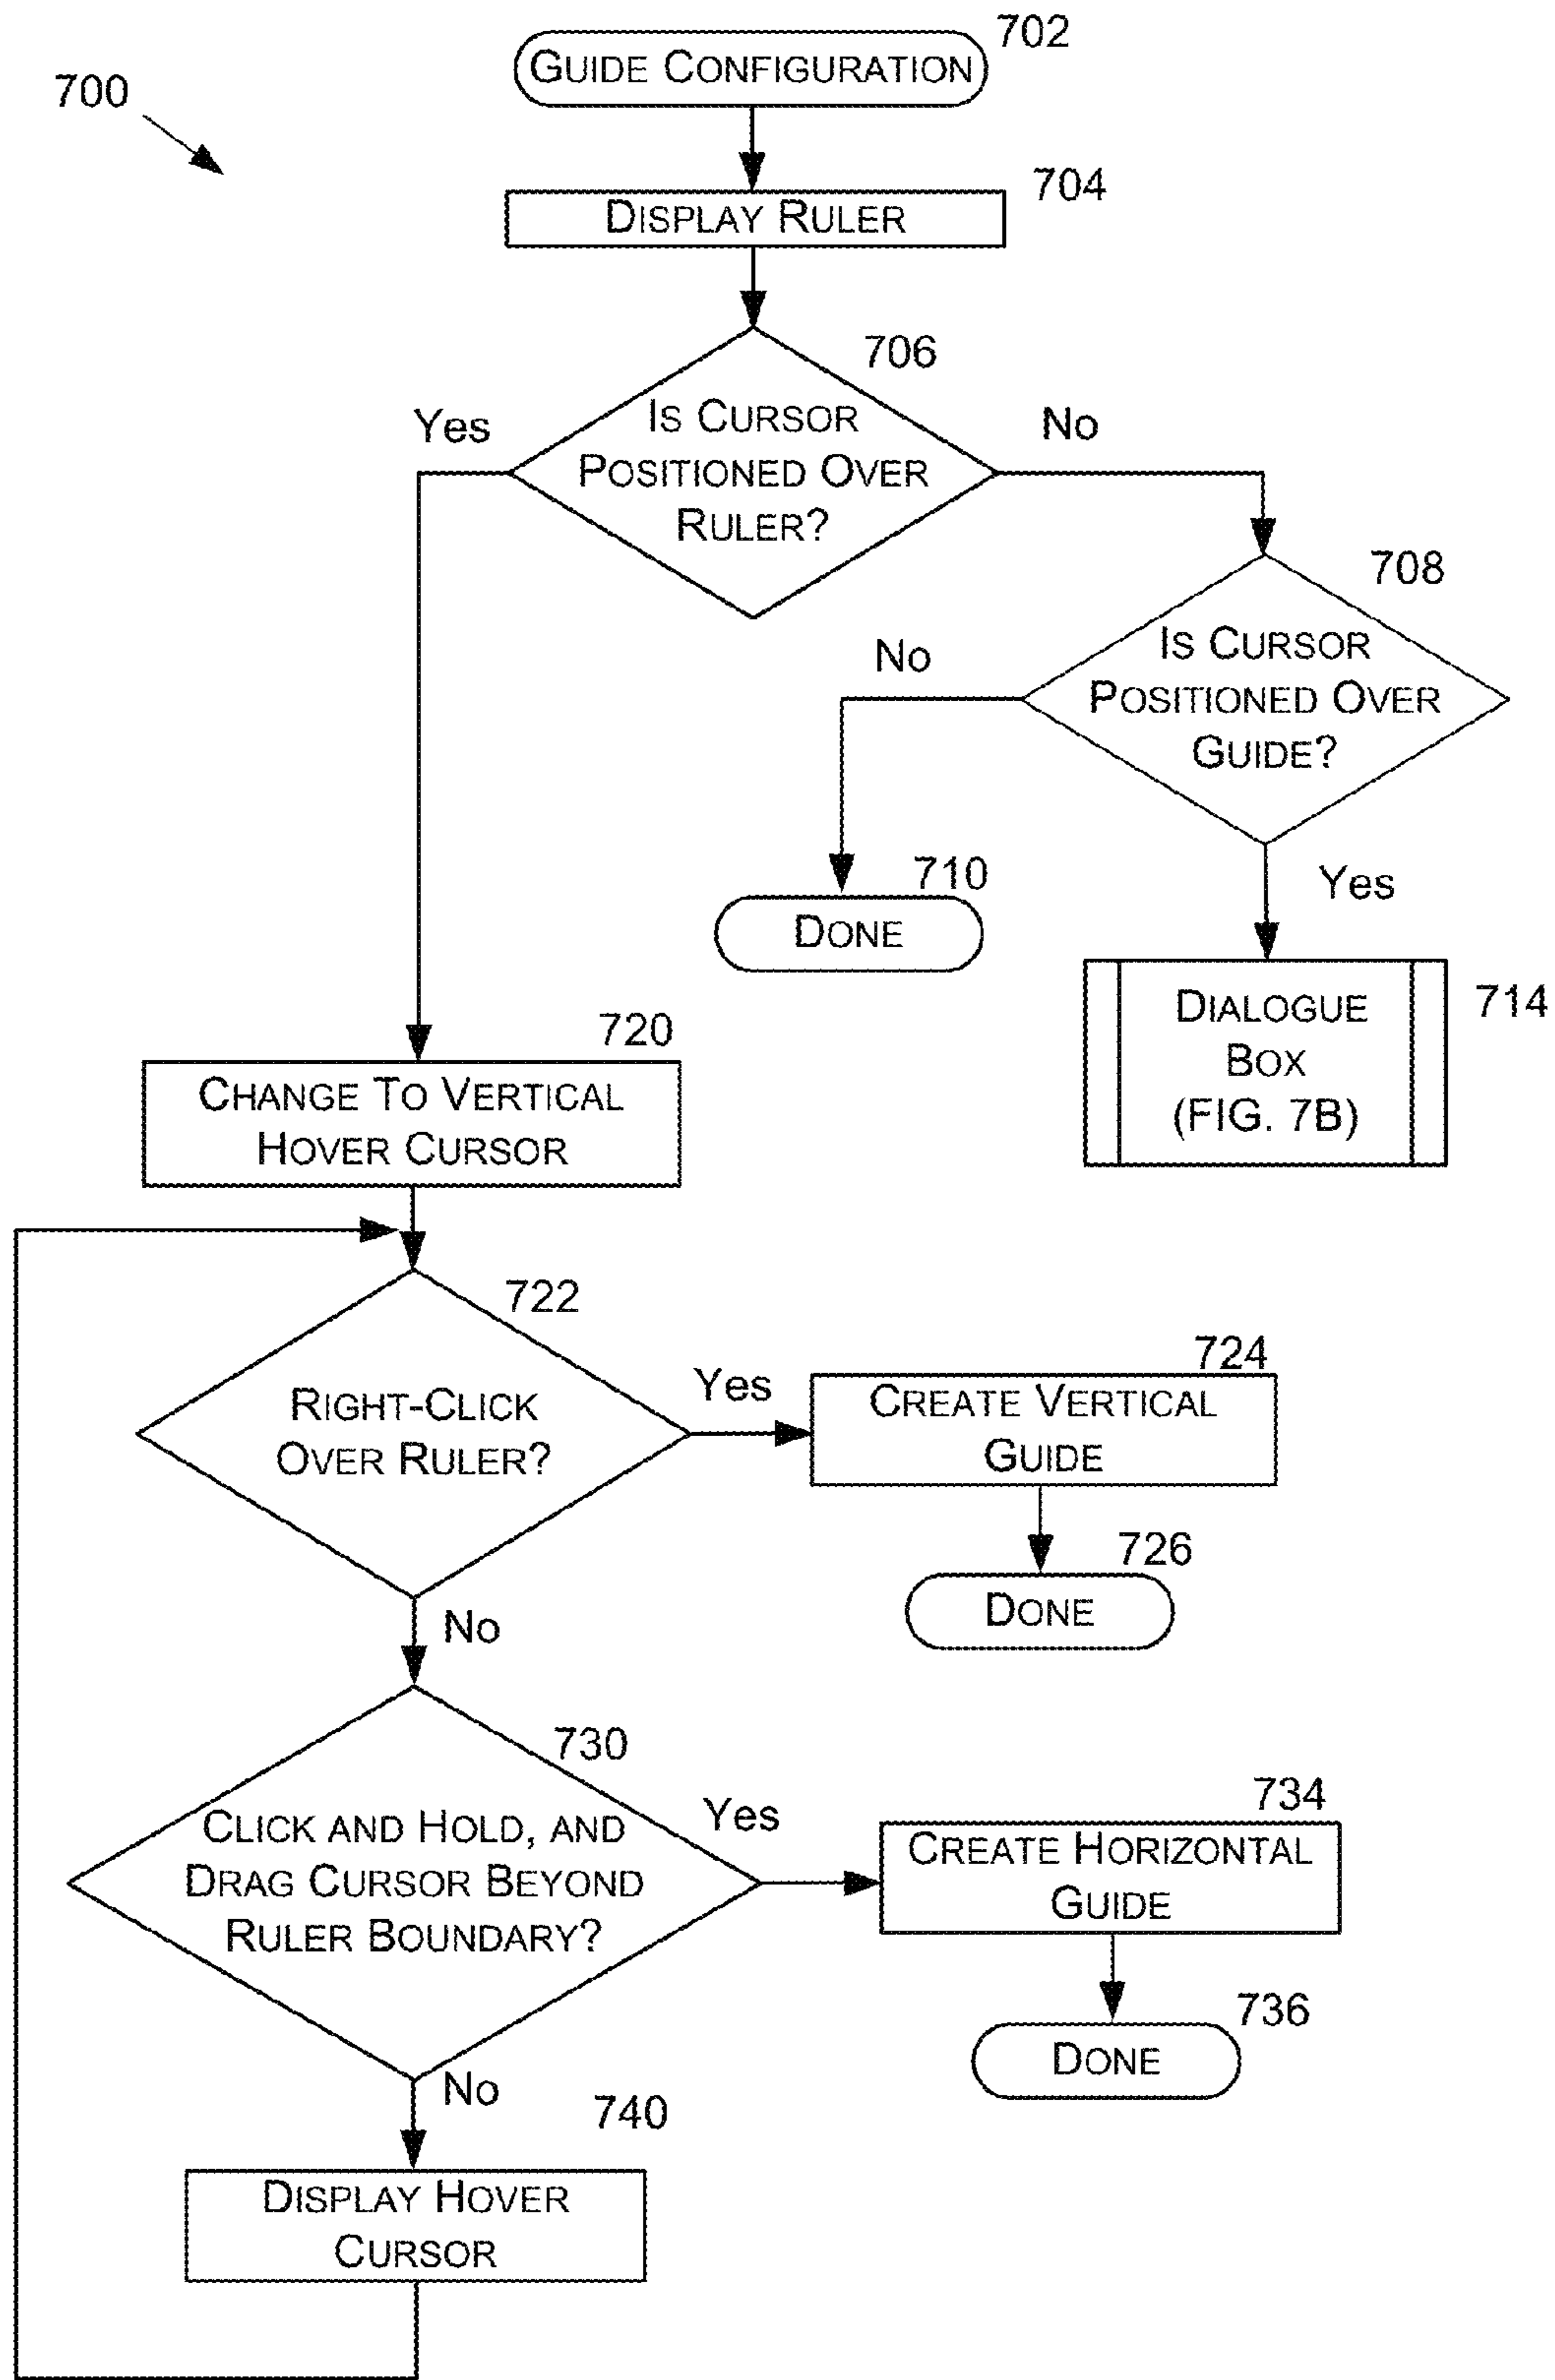 700
702
GUIDE CONFIGURATION
704
DISPLAY RULER
706
Yes
IS CURSOR
POSITIONED OVER
RULER?
No
708
No
IS CURSOR
POSITIONED OVER
GUIDE?
710
DONE
Yes
714
DIALOGUE
BOX
(FIG. 7B)
720
CHANGE TO VERTICAL
HOVER CURSOR
722
RIGHT-CLICK
OVER RULER?
Yes
724
CREATE VERTICAL
GUIDE
726
DONE
No
730
CLICK AND HOLD, AND
DRAG CURSOR BEYOND
RULER BOUNDARY?
Yes
734
CREATE HORIZONTAL
GUIDE
736
DONE
No
740
DISPLAY HOVER
CURSOR